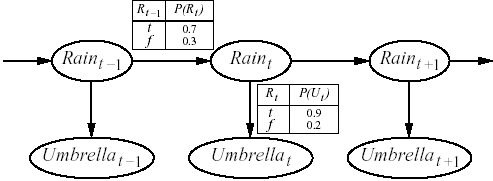 R_{t-1} P(R_t)
t 0.7
f 0.3
Rain_{t-1} Rain_t Rain_{t+1}
R_t P(U_t)
t 0.9
f 0.2
Umbrella_{t-1} Umbrella_t Umbrella_{t+1}